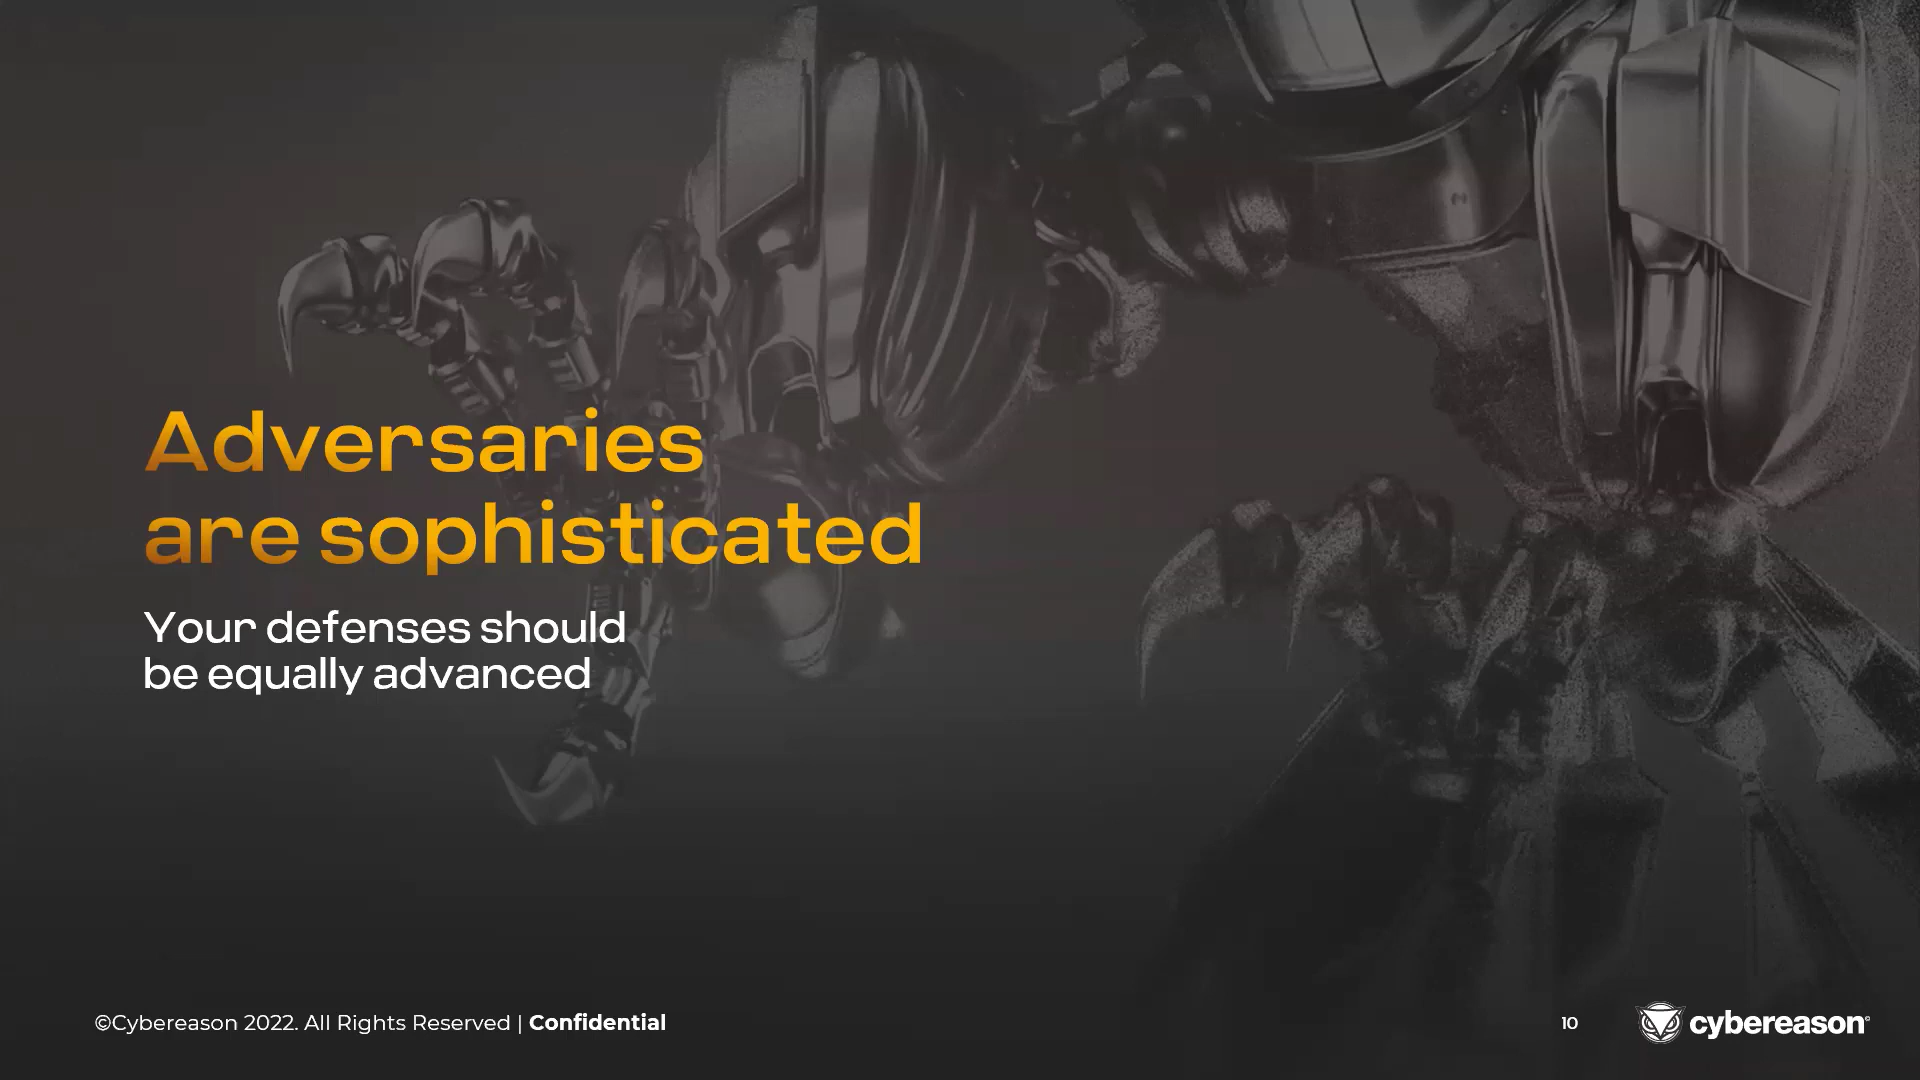 Adversaries
are sophisticated
Your defenses should
be equally advanced
©Cybereason 2022. All Rights Reserved | Confidential
10
cybereason®